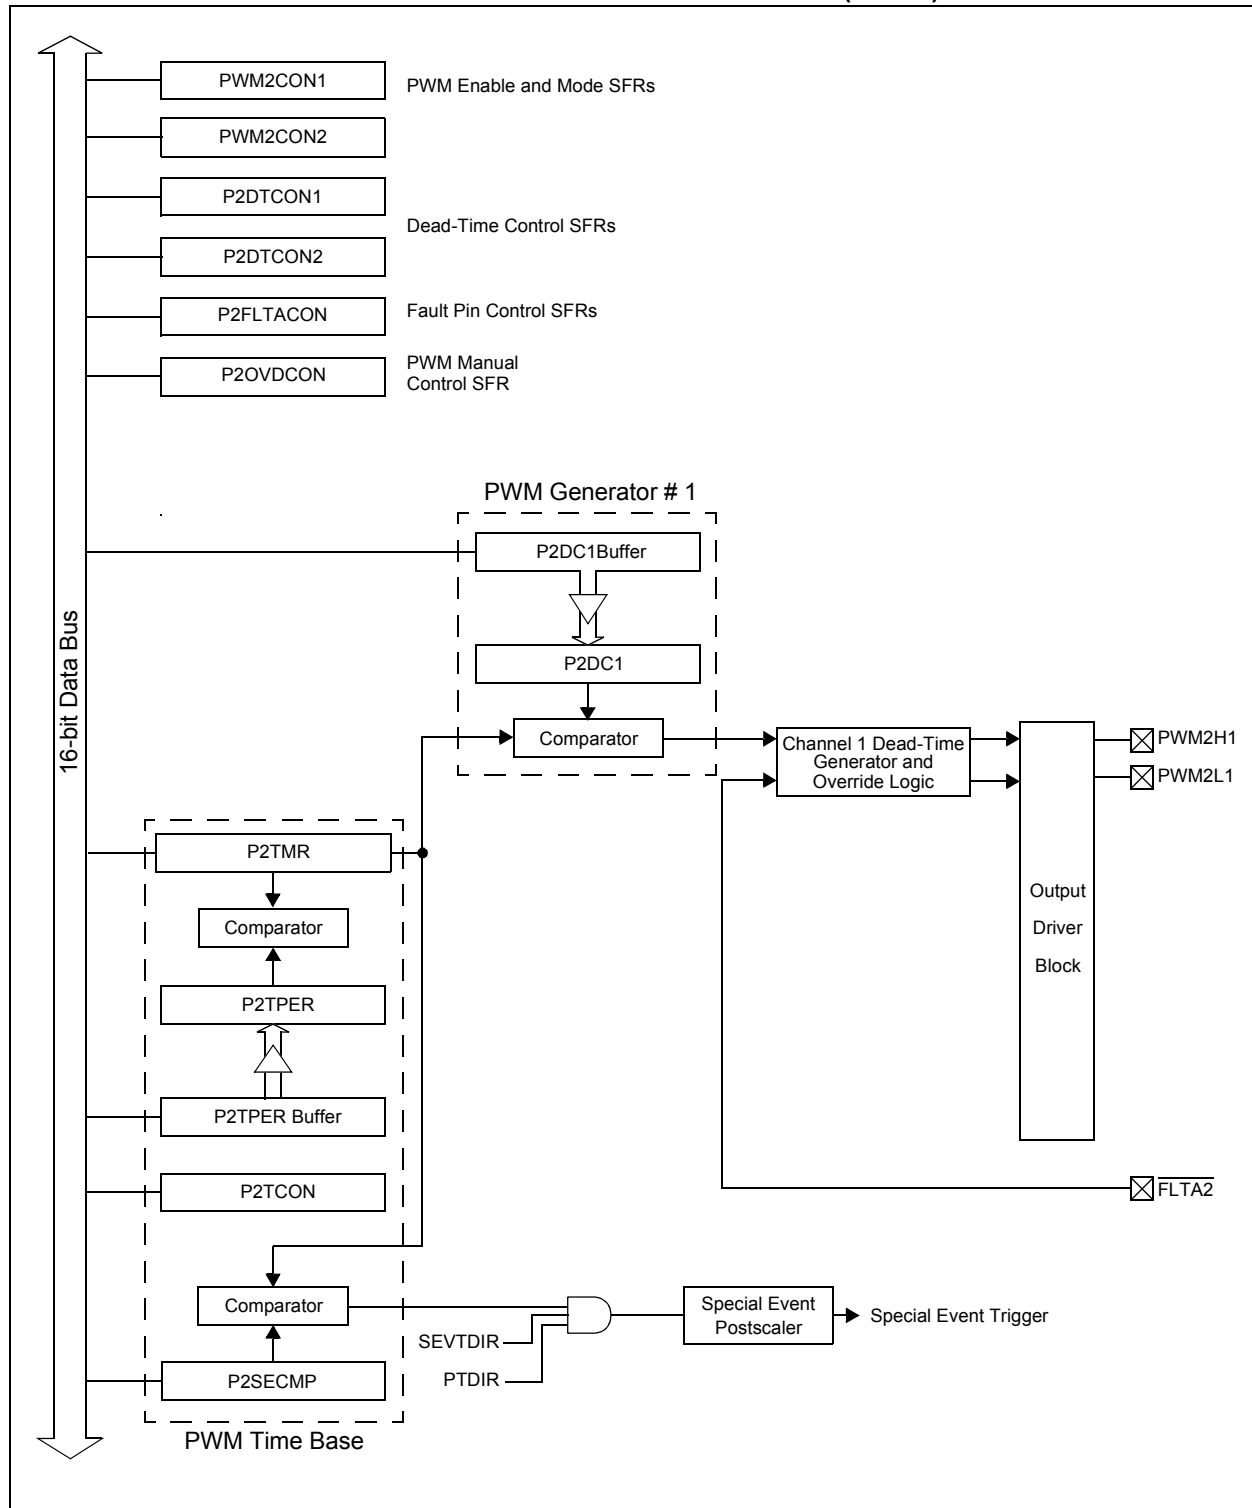 PWM2CON1
PWM Enable and Mode SFRs
PWM2CON2
P2DTCON1
Dead-Time Control SFRs
P2DTCON2
P2FLTACON
Fault Pin Control SFRs
P2OVDCON
PWM Manual
Control SFR
PWM Generator # 1
P2DC1Buffer
16-bit Data Bus
P2DC1
Comparator
Channel 1 Dead-Time
Generator and
Override Logic
PWM2H1
PWM2L1
P2TMR
Output
Driver
Block
Comparator
P2TPER
P2TPER Buffer
P2TCON
FLTA2
Comparator
Special Event
Postscaler
Special Event Trigger
SEVTDIR
PTDIR
P2SECMP
PWM Time Base